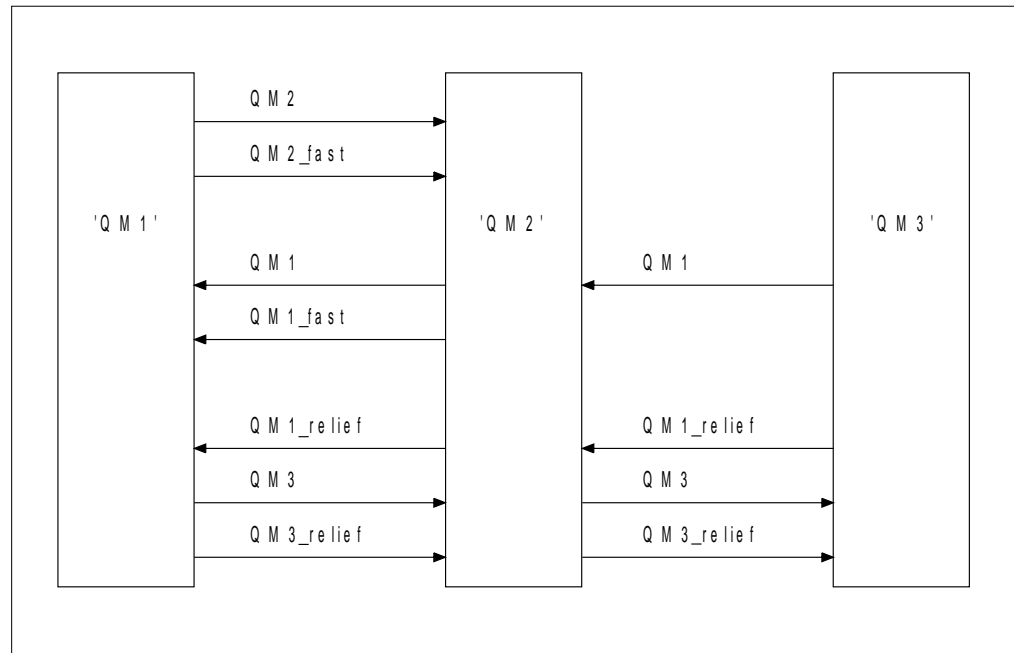 QM2
QM2_fast
'QM1' 'QM2' 'QM3'
QM1 QM1
QM1_fast
QM1_relief QM1_relief
QM3 QM3
QM3_relief QM3_relief